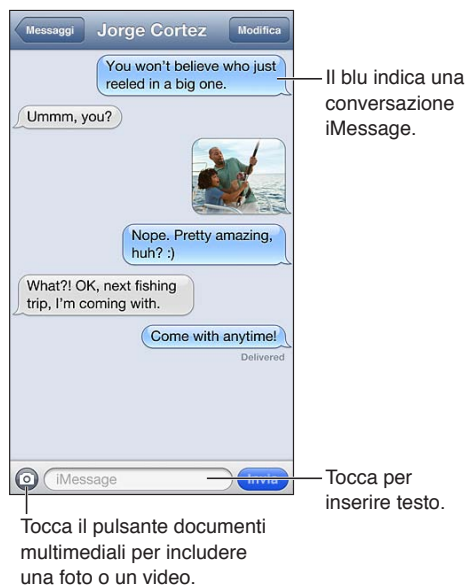 Messaggi Jorge Cortez Modifica
You won't believe who just
reeled in a big one.
Il blu indica una
conversazione
iMessage.
Ummm, you?
Nope. Pretty amazing,
huh? :)
What?! OK, next fishing
trip, I'm coming with.
Come with anytime!
Delivered
iMessage Invia
Tocca per
inserire testo.
Tocca il pulsante documenti
multimediali per includere
una foto o un video.